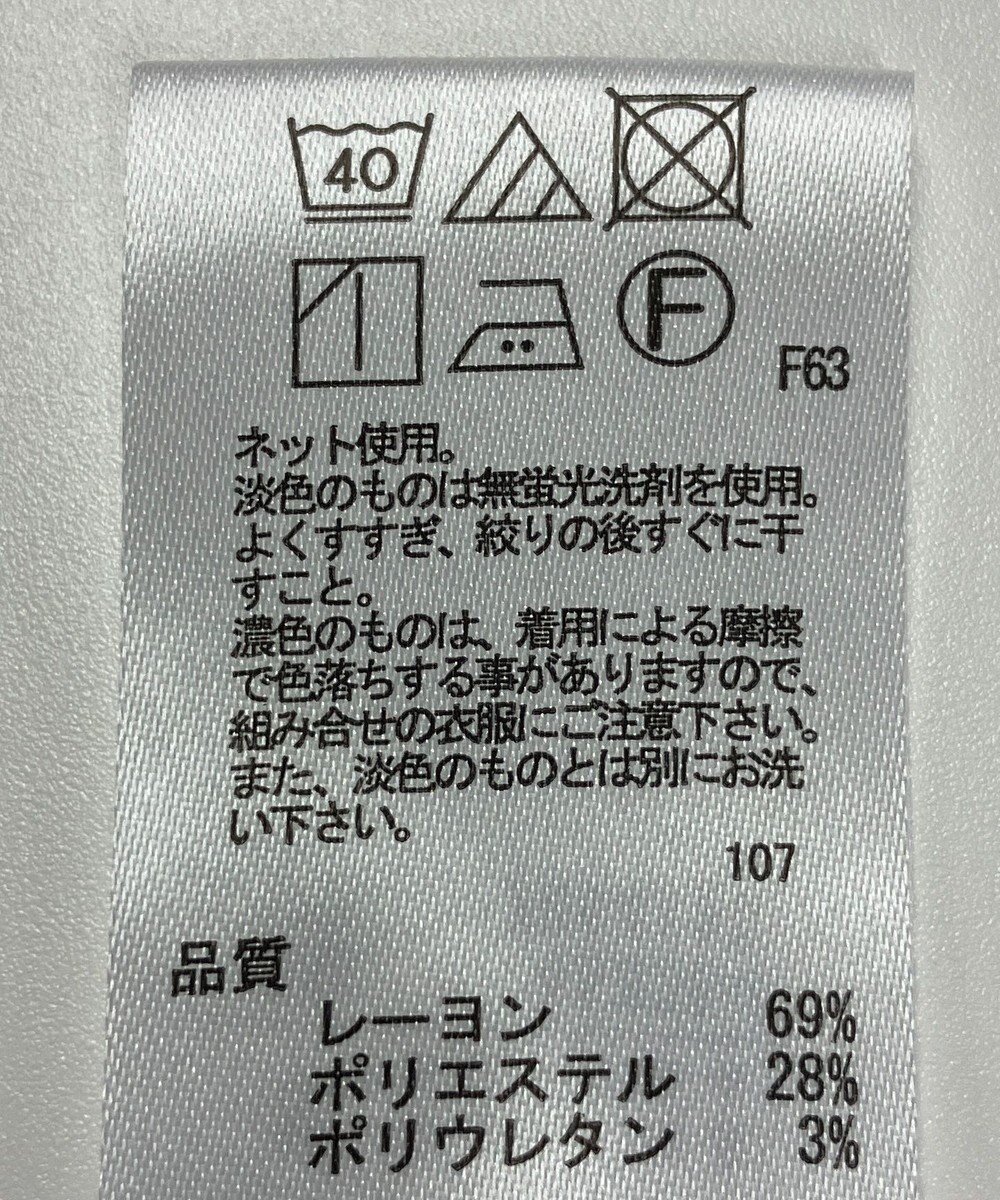 40
F
F63
ネット使用。
淡色のものは無蛍光洗剤を使用。
よくすすぎ、絞りの後すぐに干
すこと。
濃色のものは、着用による摩擦
で色落ちする事がありますので、
組み合せの衣服にご注意下さい。
また、淡色のものとは別にお洗
い下さい。
107
品質
レーヨン 69%
ポリエステル 28%
ポリウレタン 3%